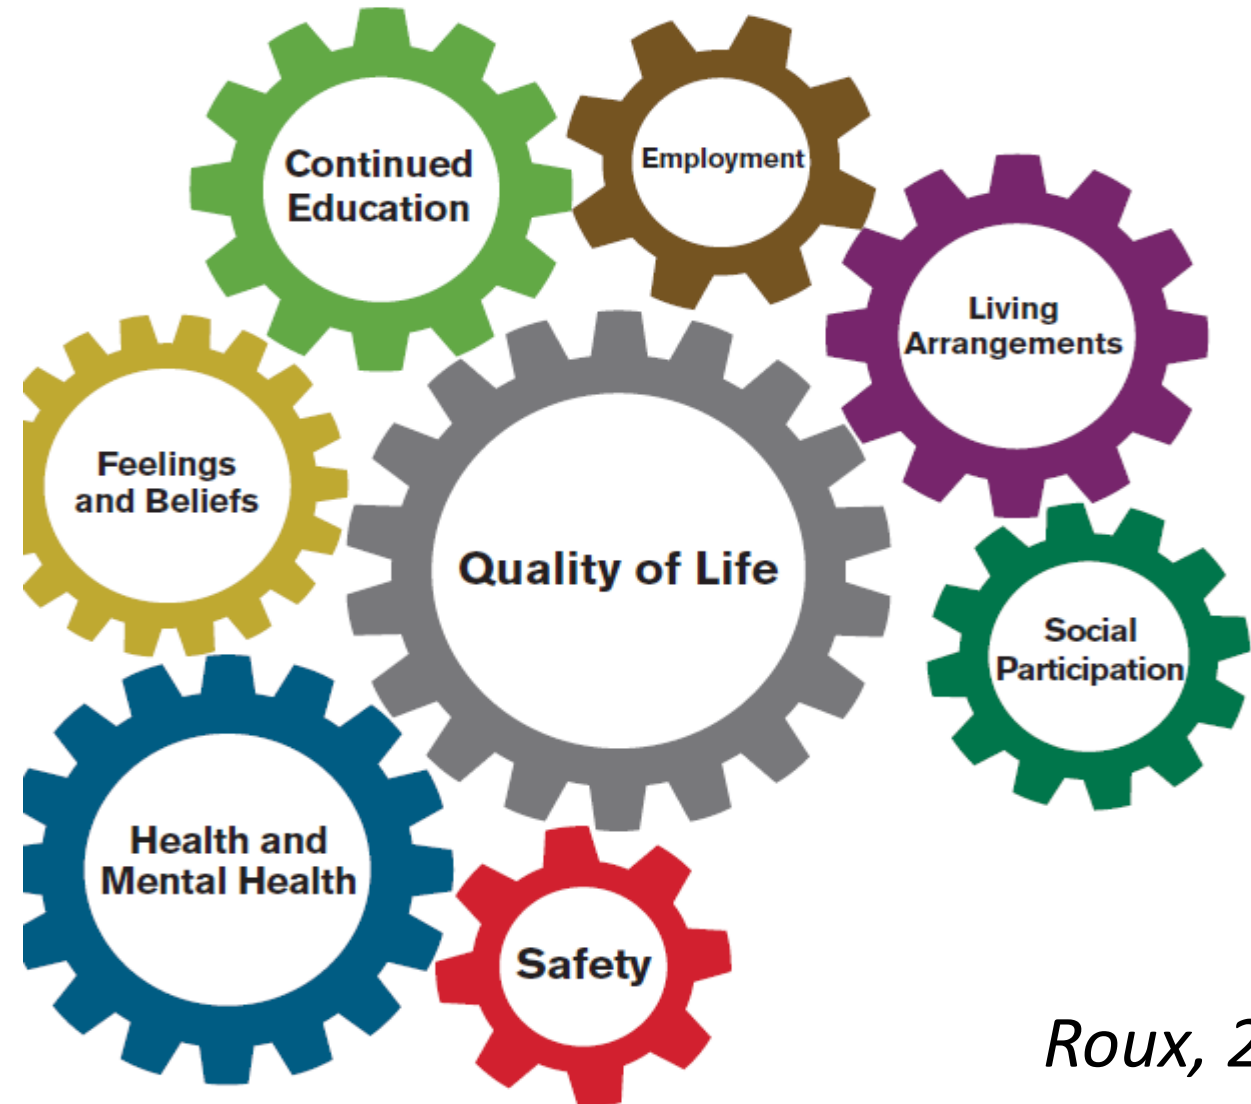 Continued
Education
Employment
Living
Arrangements
Feelings
and Beliefs
Quality of Life
Social
Participation
Health and
Mental Health
Safety
Roux, 2